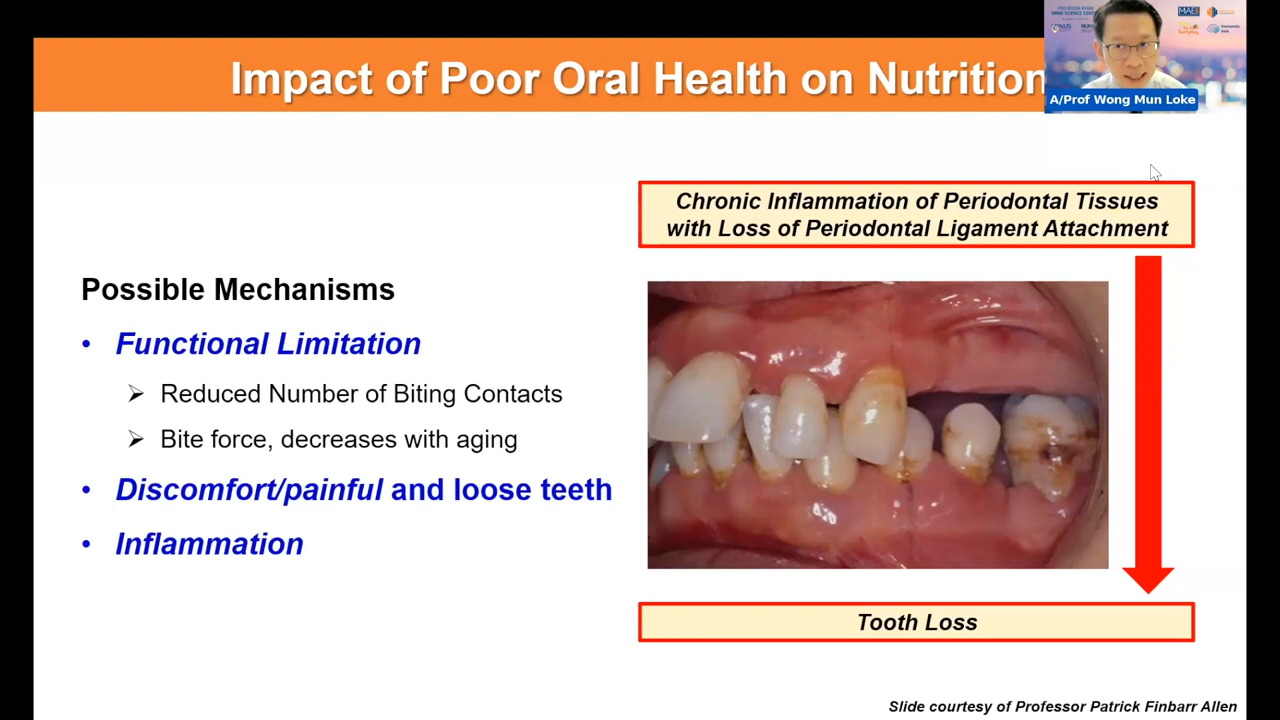 Impact of Poor Oral Health on Nutrition
A/Prof Wong Mun Loke
Chronic Inflammation of Periodontal Tissues
with Loss of Periodontal Ligament Attachment
Possible Mechanisms
• Functional Limitation
➢ Reduced Number of Biting Contacts
➢ Bite force, decreases with aging
• Discomfort/painful and loose teeth
• Inflammation
Tooth Loss
Slide courtesy of Professor Patrick Finbarr Allen